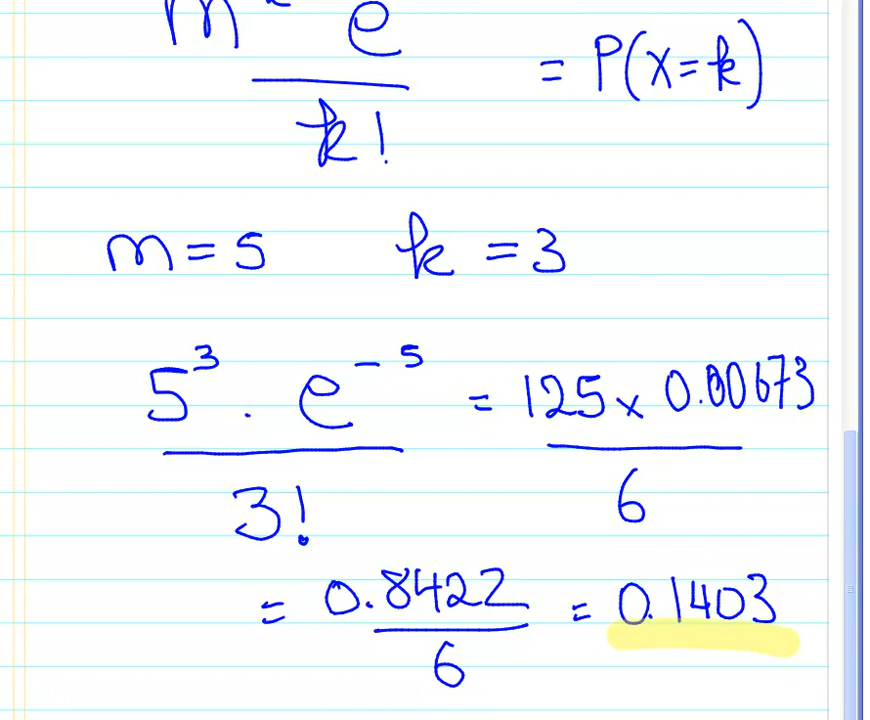 m e
k! = P(X=k)
m = 5 k = 3
5³ · e⁻⁵ / 3! = 125 x 0.00673 / 6
= 0.8422 / 6 = 0.1403